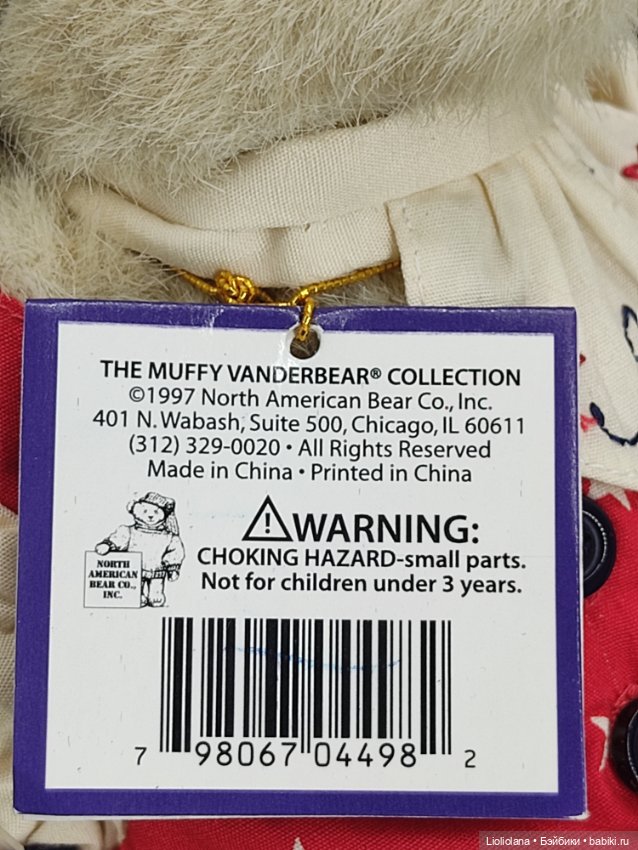 THE MUFFY VANDERBEAR® COLLECTION
©1997 North American Bear Co., Inc.
401 N. Wabash, Suite 500, Chicago, IL 60611
(312) 329-0020 • All Rights Reserved
Made in China • Printed in China
NORTH
AMERICAN
BEAR CO.,
INC.
⚠WARNING:
CHOKING HAZARD-small parts.
Not for children under 3 years.
7 98067 04498 2
Lioliolana • Бэйбики • babiki.ru